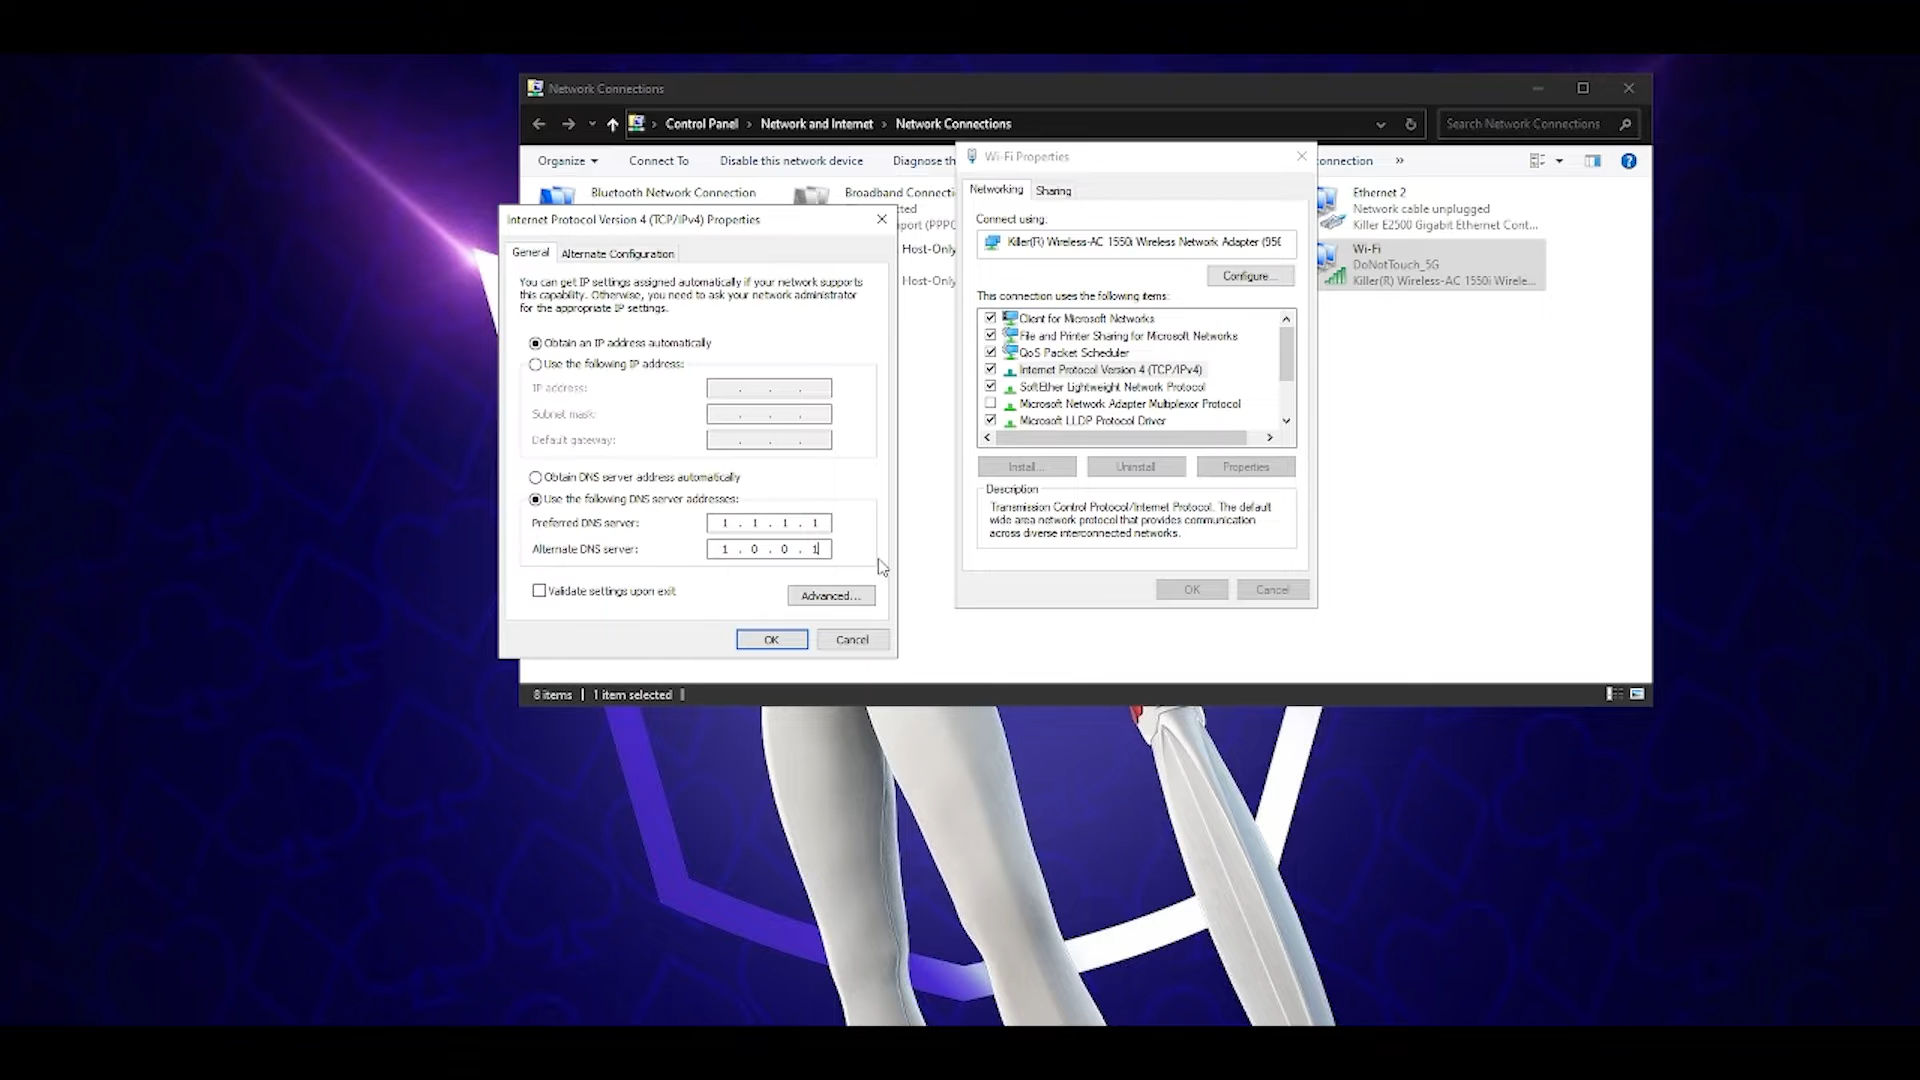 Network Connections
Control Panel > Network and Internet > Network Connections
Search Network Connections
Organize
Connect To
Disable this network device
Diagnose th
onnection
»
Bluetooth Network Connection
Broadband Connecti
cted
iport (PPPC
Host-Only
Host-Only
Ethernet 2
Network cable unplugged
Killer E2500 Gigabit Ethernet Cont...
Wi-Fi
DoNotTouch_5G
Killer(R) Wireless-AC 1550i Wirele...
Internet Protocol Version 4 (TCP/IPv4) Properties
General
Alternate Configuration
You can get IP settings assigned automatically if your network supports
this capability. Otherwise, you need to ask your network administrator
for the appropriate IP settings.
Obtain an IP address automatically
Use the following IP address:
IP address:
. . .
Subnet mask:
. . .
Default gateway:
. . .
Obtain DNS server address automatically
Use the following DNS server addresses:
Preferred DNS server:
1 . 1 . 1 . 1
Alternate DNS server:
1 . 0 . 0 . 1
Validate settings upon exit
Advanced...
OK
Cancel
Wi-Fi Properties
Networking
Sharing
Connect using:
Killer(R) Wireless-AC 1550i Wireless Network Adapter (956
Configure...
This connection uses the following items:
Client for Microsoft Networks
File and Printer Sharing for Microsoft Networks
QoS Packet Scheduler
Internet Protocol Version 4 (TCP/IPv4)
SoftEther Lightweight Network Protocol
Microsoft Network Adapter Multiplexor Protocol
Microsoft LLDP Protocol Driver
Install...
Uninstall
Properties
Description
Transmission Control Protocol/Internet Protocol. The default
wide area network protocol that provides communication
across diverse interconnected networks.
OK
Cancel
8 items
1 item selected